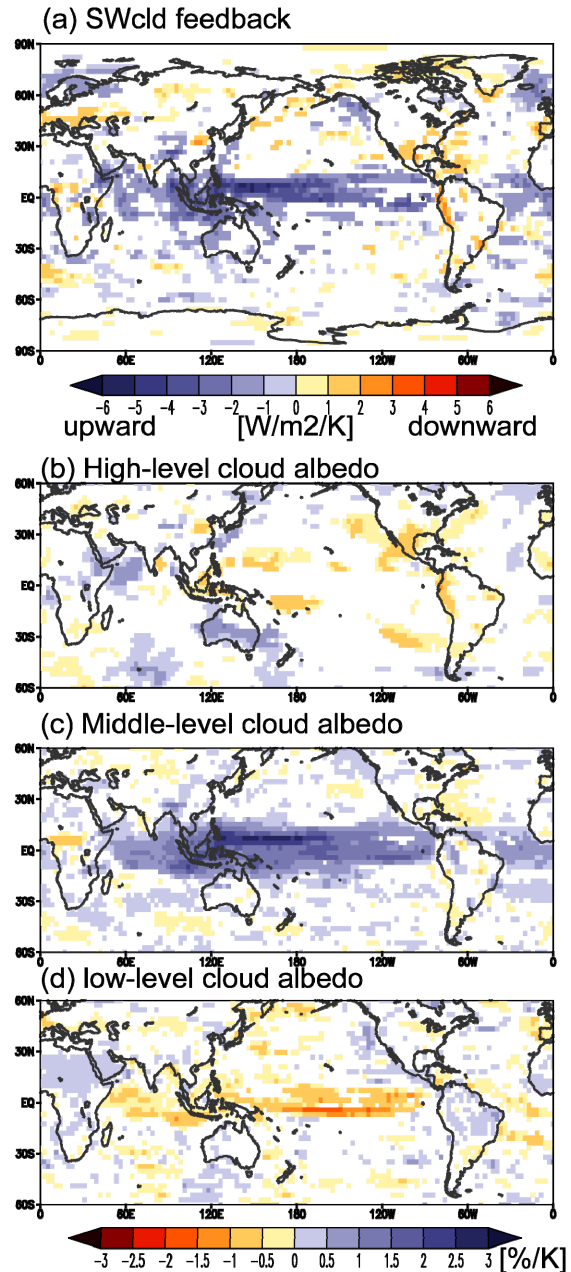 (a) SWcld feedback
90N
60N
30N
EQ
30S
60S
90S
0 60E 120E 180 120W 60W 0
-6 -5 -4 -3 -2 -1 0 1 2 3 4 5 6
upward [W/m2/K] downward
(b) High-level cloud albedo
60N
30N
EQ
30S
60S
0 60E 120E 180 120W 60W 0
(c) Middle-level cloud albedo
60N
30N
EQ
30S
60S
0 60E 120E 180 120W 60W 0
(d) low-level cloud albedo
60N
30N
EQ
30S
60S
0 60E 120E 180 120W 60W 0
-3 -2.5 -2 -1.5 -1 -0.5 0 0.5 1 1.5 2 2.5 3 [%/K]